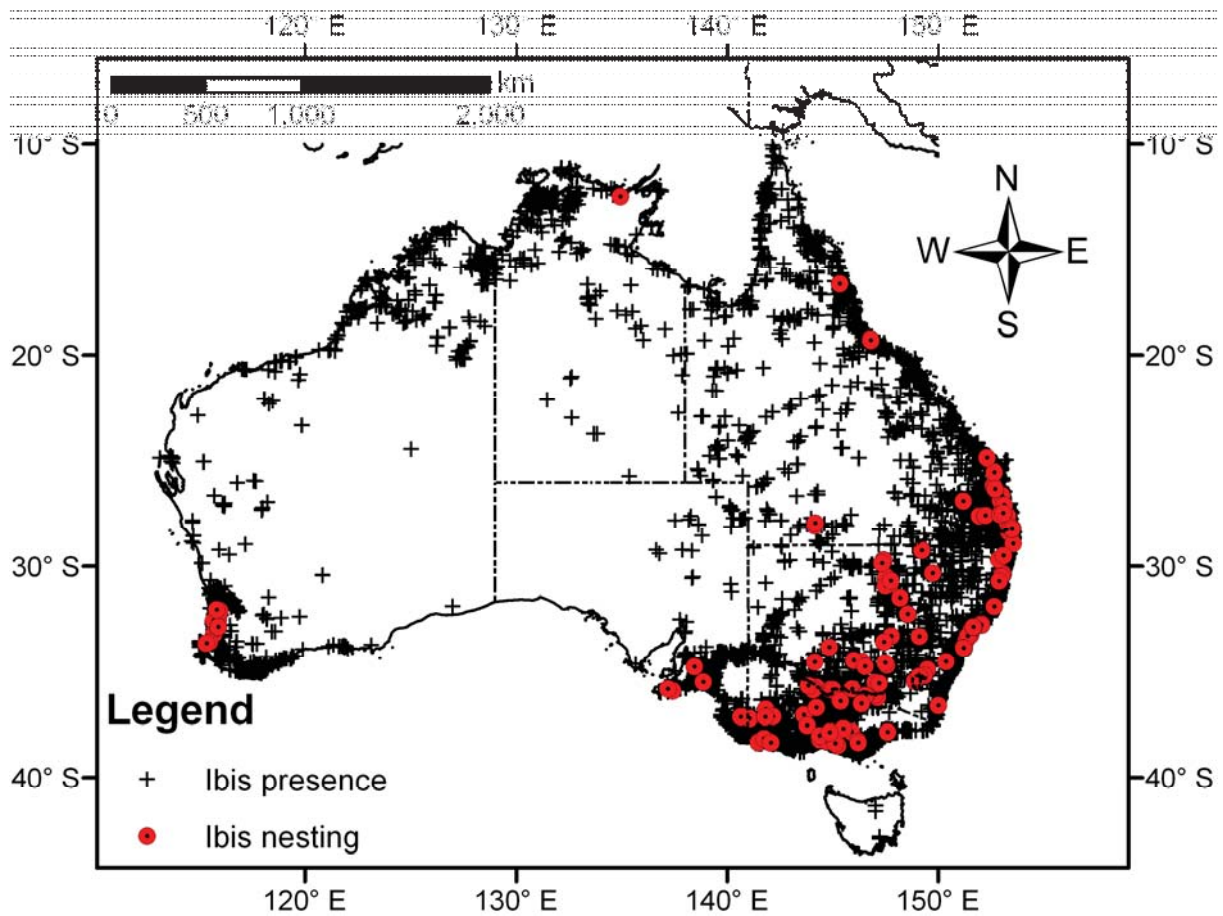 120° E 130° E 140° E 150° E
km
0 500 1,000 2,000
10° S 10° S
N
W E
S
20° S 20° S
30° S 30° S
Legend
Ibis presence
40° S 40° S
Ibis nesting
120° E 130° E 140° E 150° E